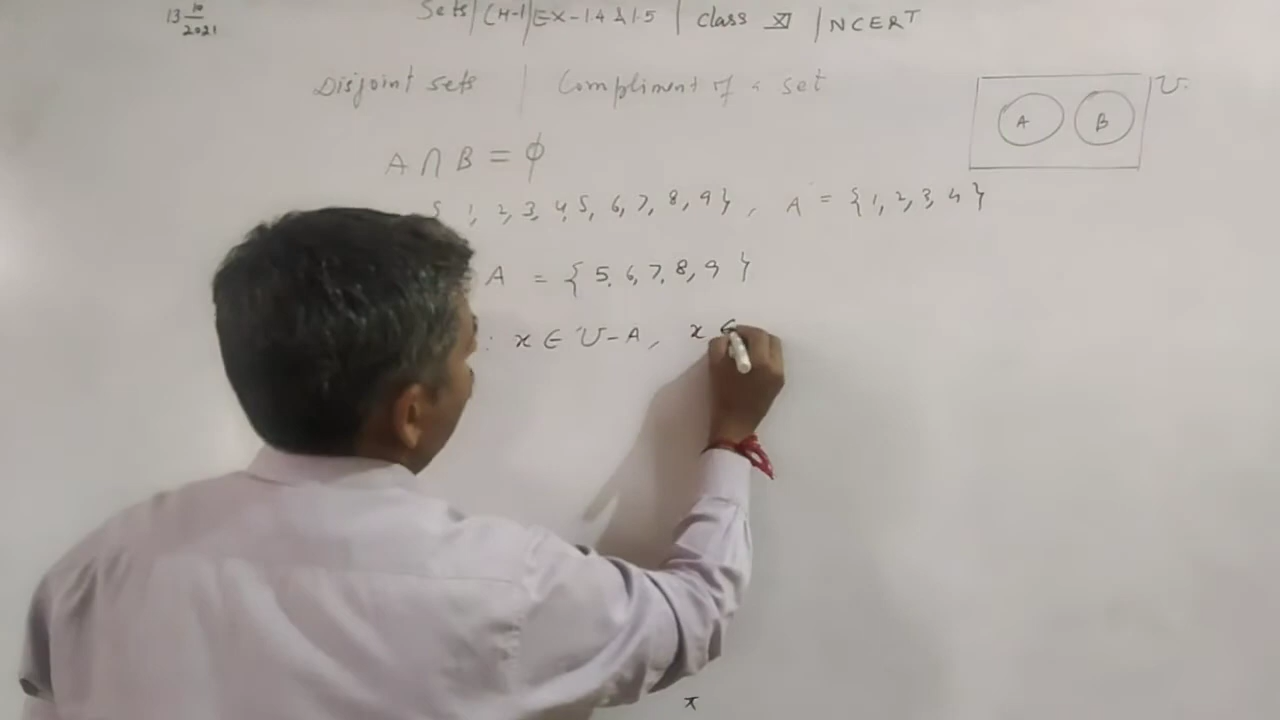 13 10/2021
Sets | CH-1 | EX-1.4 & 1.5 | class XI | NCERT
Disjoint sets | Compliment of a set
A B U
A ∩ B = ϕ
1, 2, 3, 4, 5, 6, 7, 8, 9 }, A = { 1, 2, 3, 4 }
A = { 5, 6, 7, 8, 9 }
: x ∈ U - A, x ∈
x